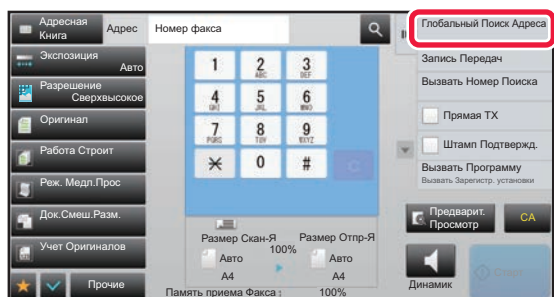 Адресная Книга
Адрес
Номер факса
Глобальный Поиск Адреса
Экспозиция
Авто
Разрешение
Сверхвысокое
Оригинал
Работа Строит
Реж. Медл.Прос
Док.Смеш.Разм.
Учет Оригиналов
Прочие
1
2 ABC
3 DEF
4 GHI
5 JKL
6 MNO
7 PQRS
8 TUV
9 WXYZ
0
#
C
Размер Скан-Я
100%
Размер Отпр-Я
Авто
A4
Авто
A4
Память приема Факса :
100%
Запись Передач
Вызвать Номер Поиска
Прямая TX
Штамп Подтвержд.
Вызвать Программу
Вызвать Зарегистр. установки
Предварит. Просмотр
CA
Динамик
Старт